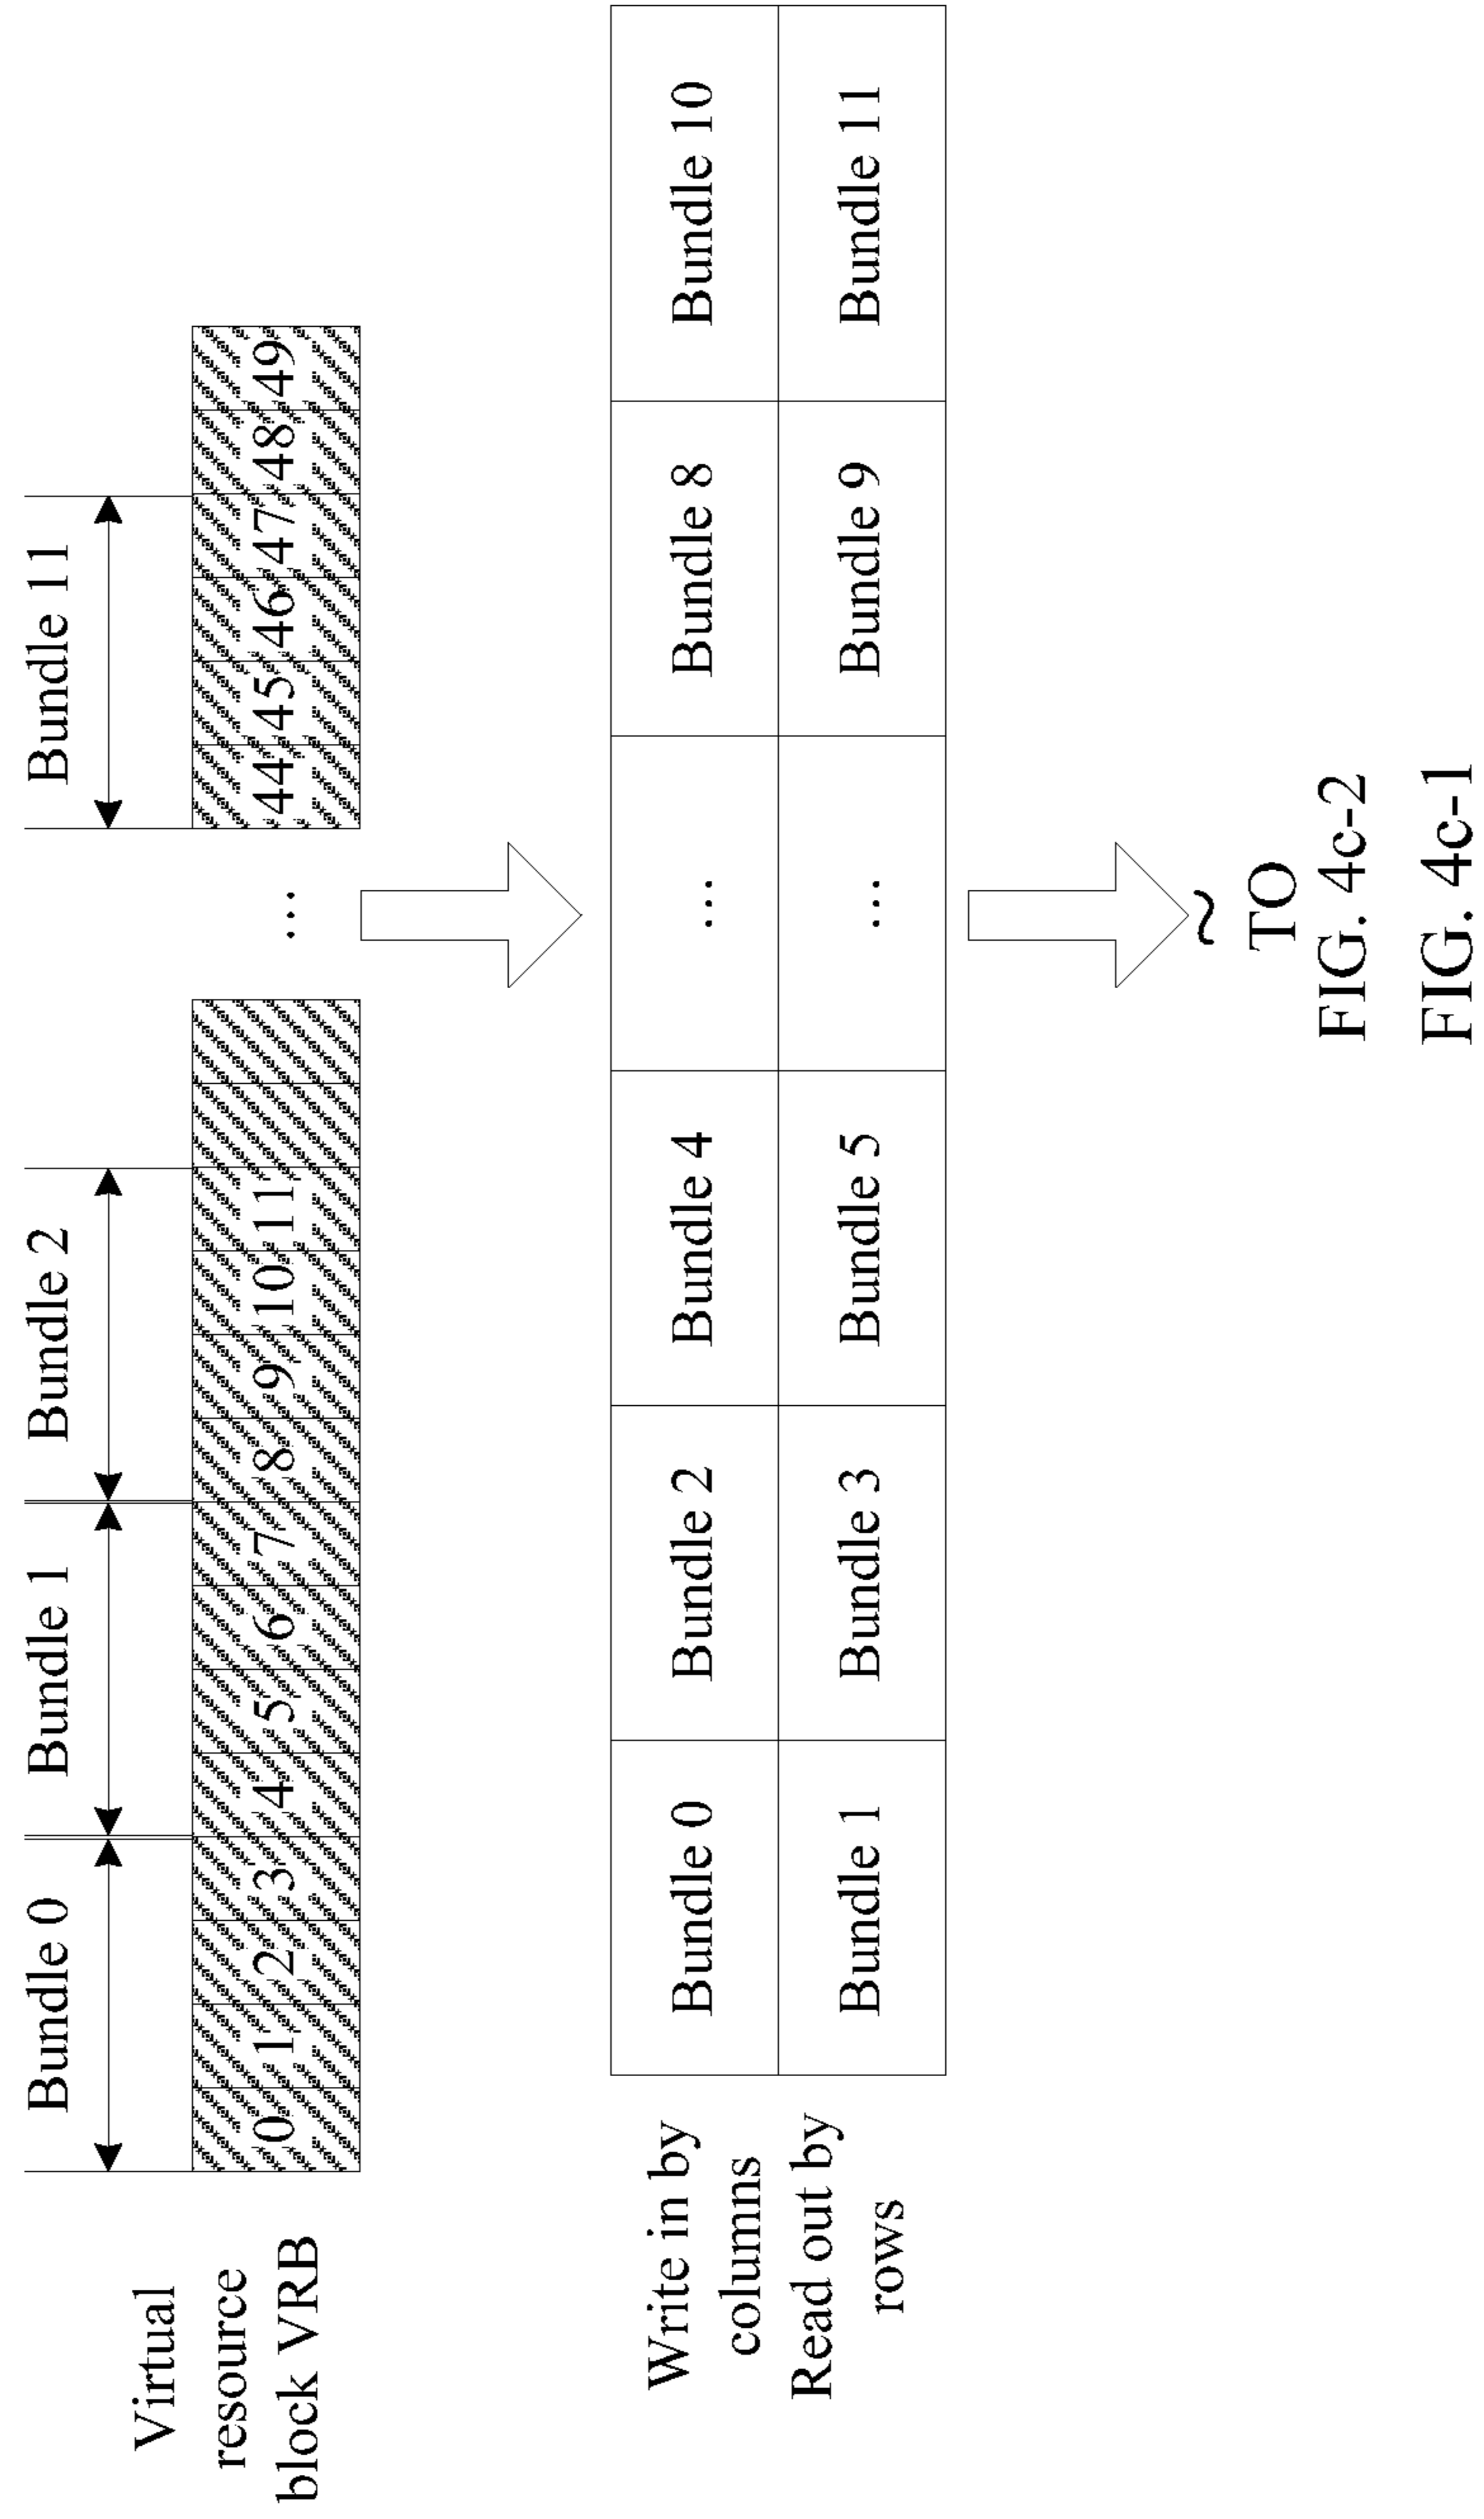 Bundle 0
Bundle 1
Bundle 2
Bundle 11
Virtual
resource
block VRB
0 1 2 3 4 5 6 7 8 9 10 11
...
44 45 46 47 48 49
Write in by
columns
Read out by
rows
Bundle 0 Bundle 2 Bundle 4 ... Bundle 8 Bundle 10
Bundle 1 Bundle 3 Bundle 5 ... Bundle 9 Bundle 11
~
TO
FIG. 4c-2
FIG. 4c-1